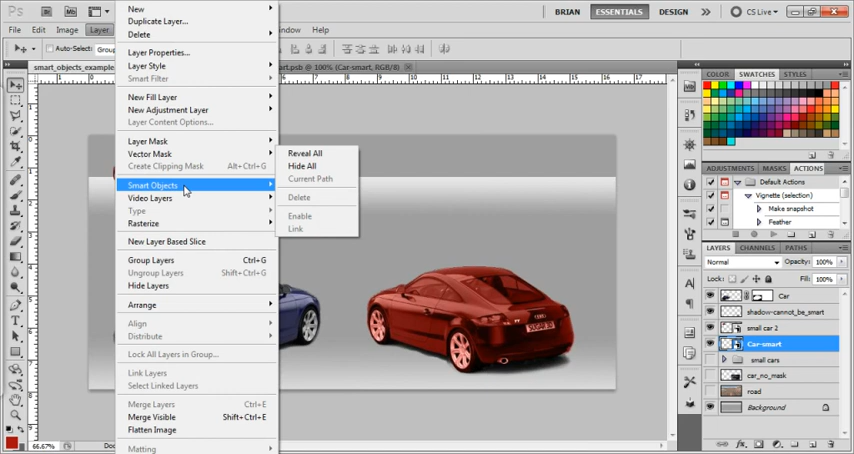 Ps
BRIAN
ESSENTIALS
DESIGN
CS Live
File
Edit
Image
Layer
indow
Help
Auto-Select:
smart_objects_example
art.psb @ 100% (Car-smart, RGB/8)
New
Duplicate Layer...
Delete
Layer Properties...
Layer Style
Smart Filter
New Fill Layer
New Adjustment Layer
Layer Content Options...
Layer Mask
Vector Mask
Create Clipping Mask Alt+Ctrl+G
Smart Objects
Video Layers
Type
Rasterize
New Layer Based Slice
Group Layers Ctrl+G
Ungroup Layers Shift+Ctrl+G
Hide Layers
Arrange
Align
Distribute
Lock All Layers in Group...
Link Layers
Select Linked Layers
Merge Layers Ctrl+E
Merge Visible Shift+Ctrl+E
Flatten Image
Matting
Reveal All
Hide All
Current Path
Delete
Enable
Link
COLOR
SWATCHES
STYLES
ADJUSTMENTS
MASKS
ACTIONS
Default Actions
Vignette (selection)
Make snapshot
Feather
LAYERS
CHANNELS
PATHS
Normal
Opacity: 100%
Lock:
Fill: 100%
Car
shadow-cannot_be_smart
small car 2
Car-smart
small cars
car_no_mask
road
Background
66.67%